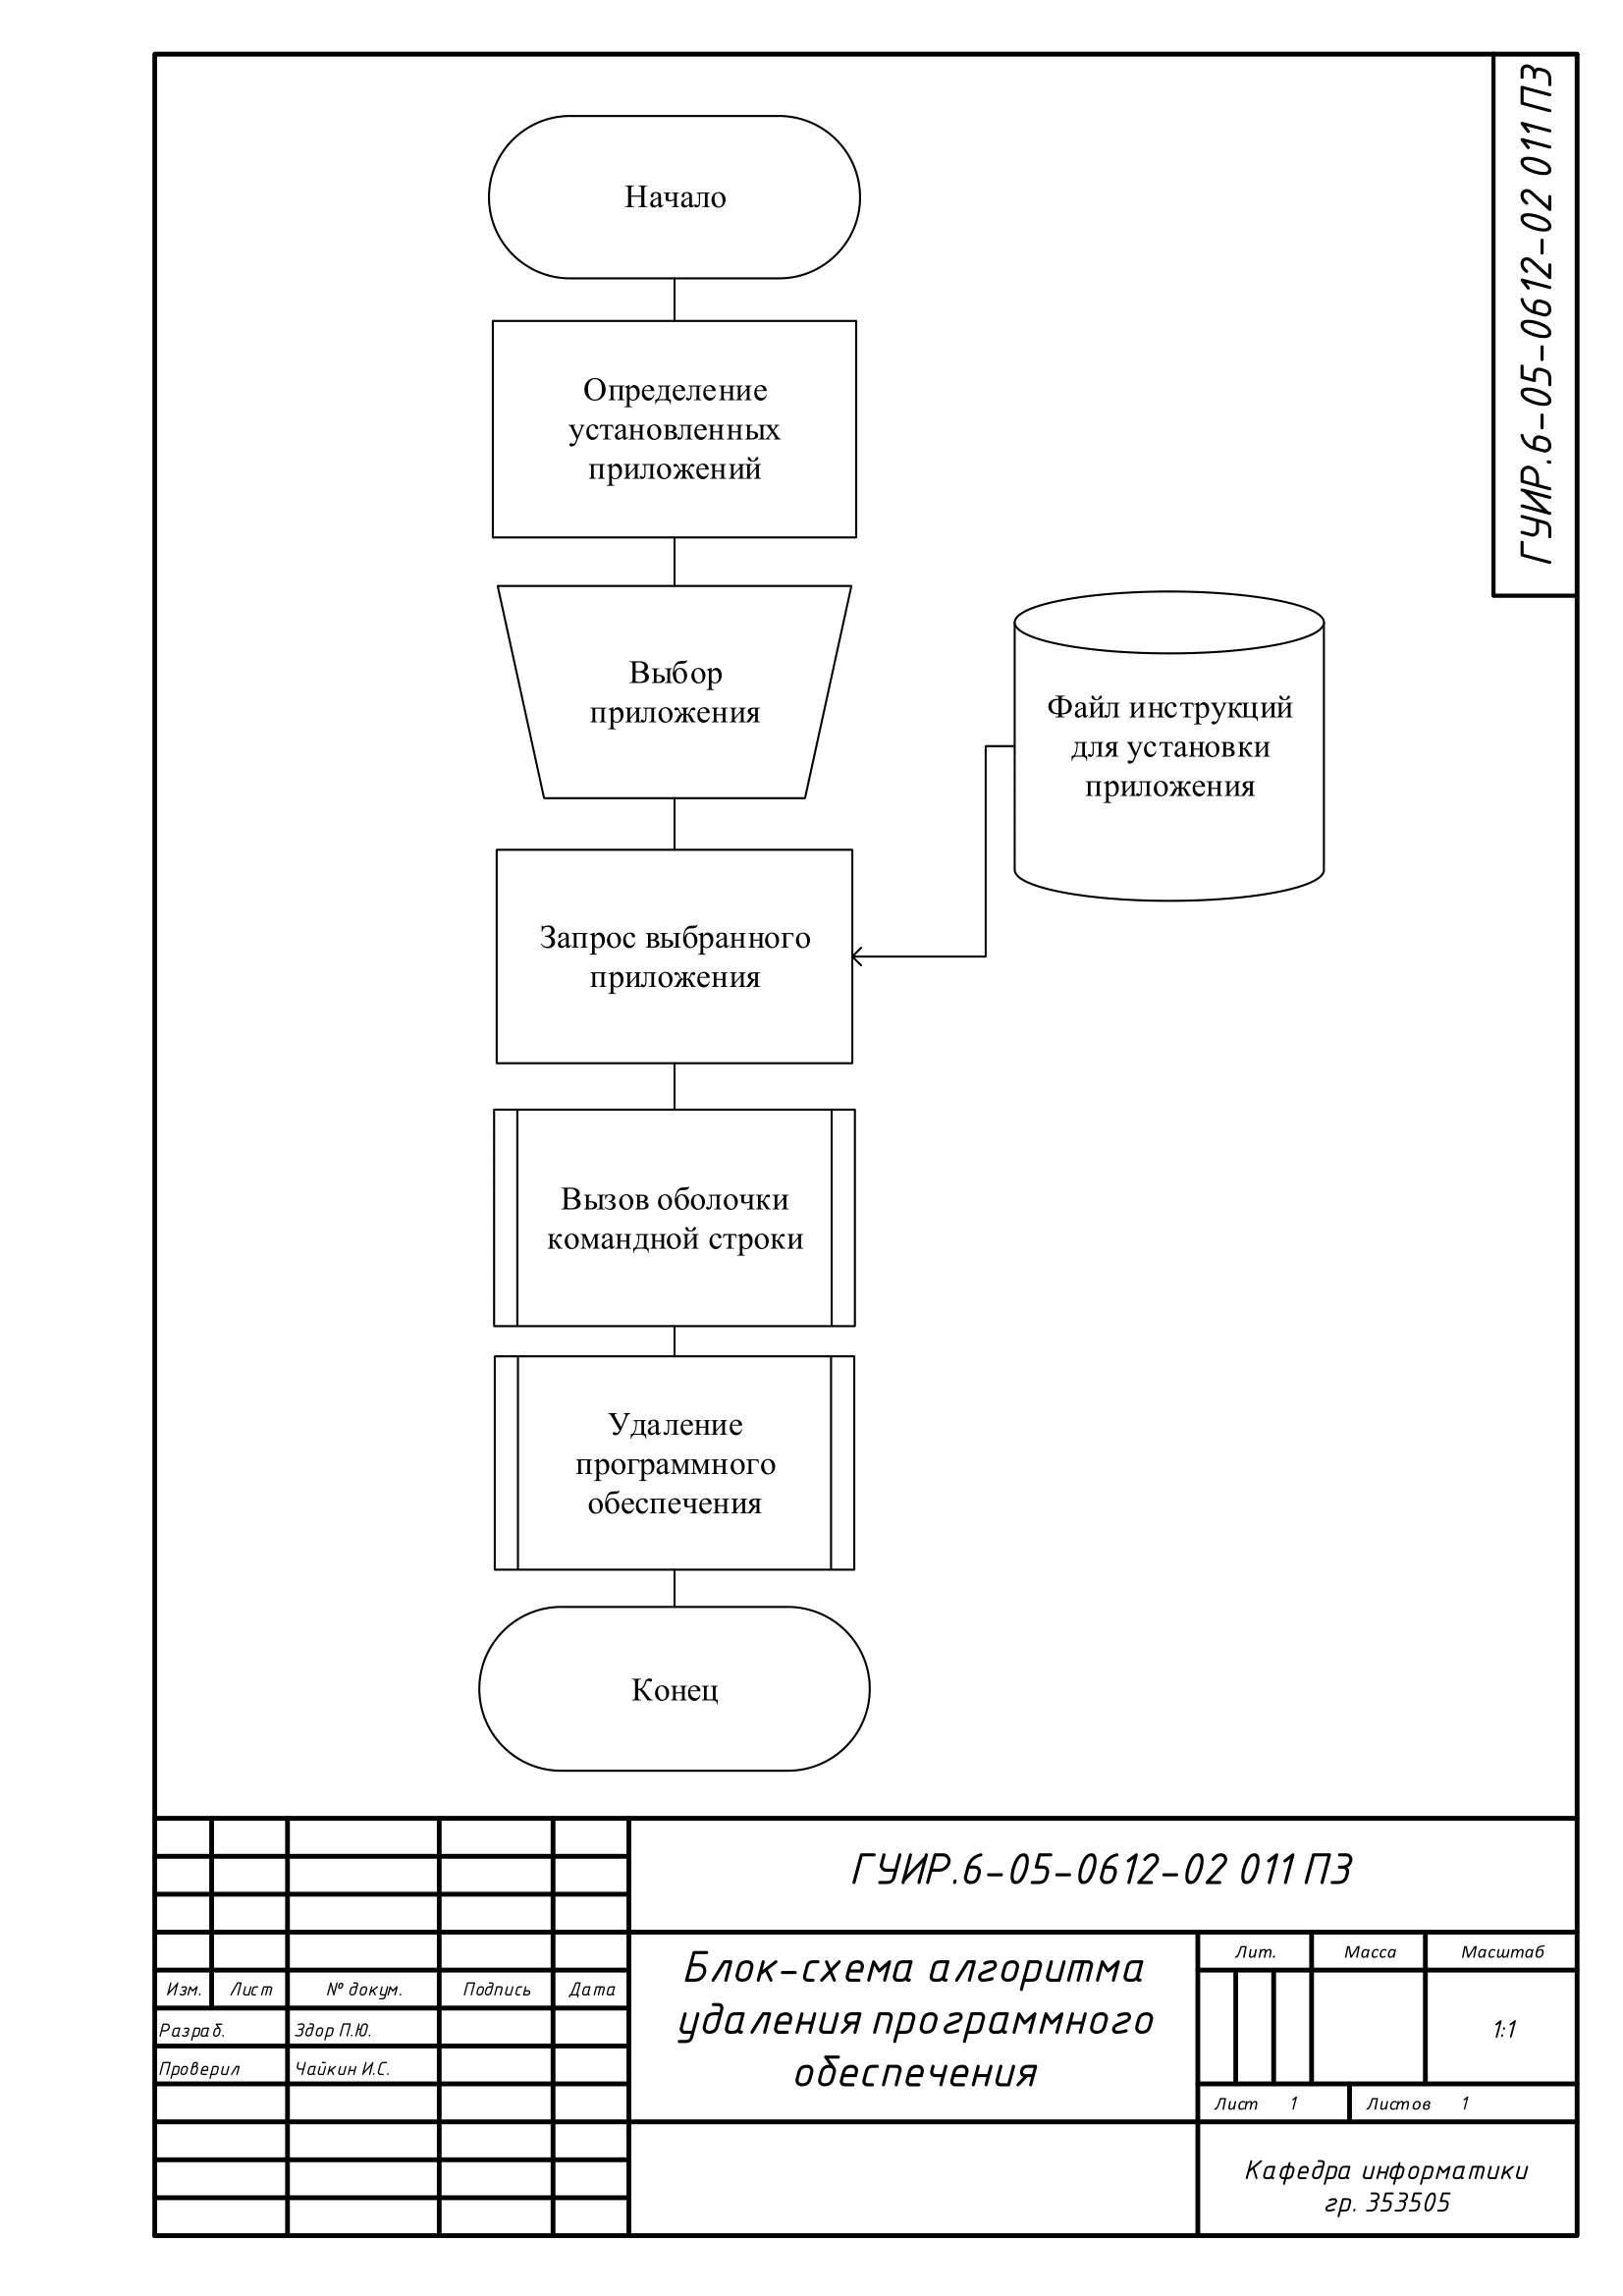 ГУИР.6-05-0612-02 011 ПЗ
Начало
Определение
установленных
приложений
Выбор
приложения
Файл инструкций
для установки
приложения
Запрос выбранного
приложения
Вызов оболочки
командной строки
Удаление
программного
обеспечения
Конец
ГУИР.6-05-0612-02 011 ПЗ
Блок-схема алгоритма
удаления программного
обеспечения
Лит. Масса Масштаб
1:1
Изм. Лист № докум. Подпись Дата
Разраб. Здор П.Ю.
Проверил Чайкин И.С.
Лист 1 Листов 1
Кафедра информатики
гр. 353505